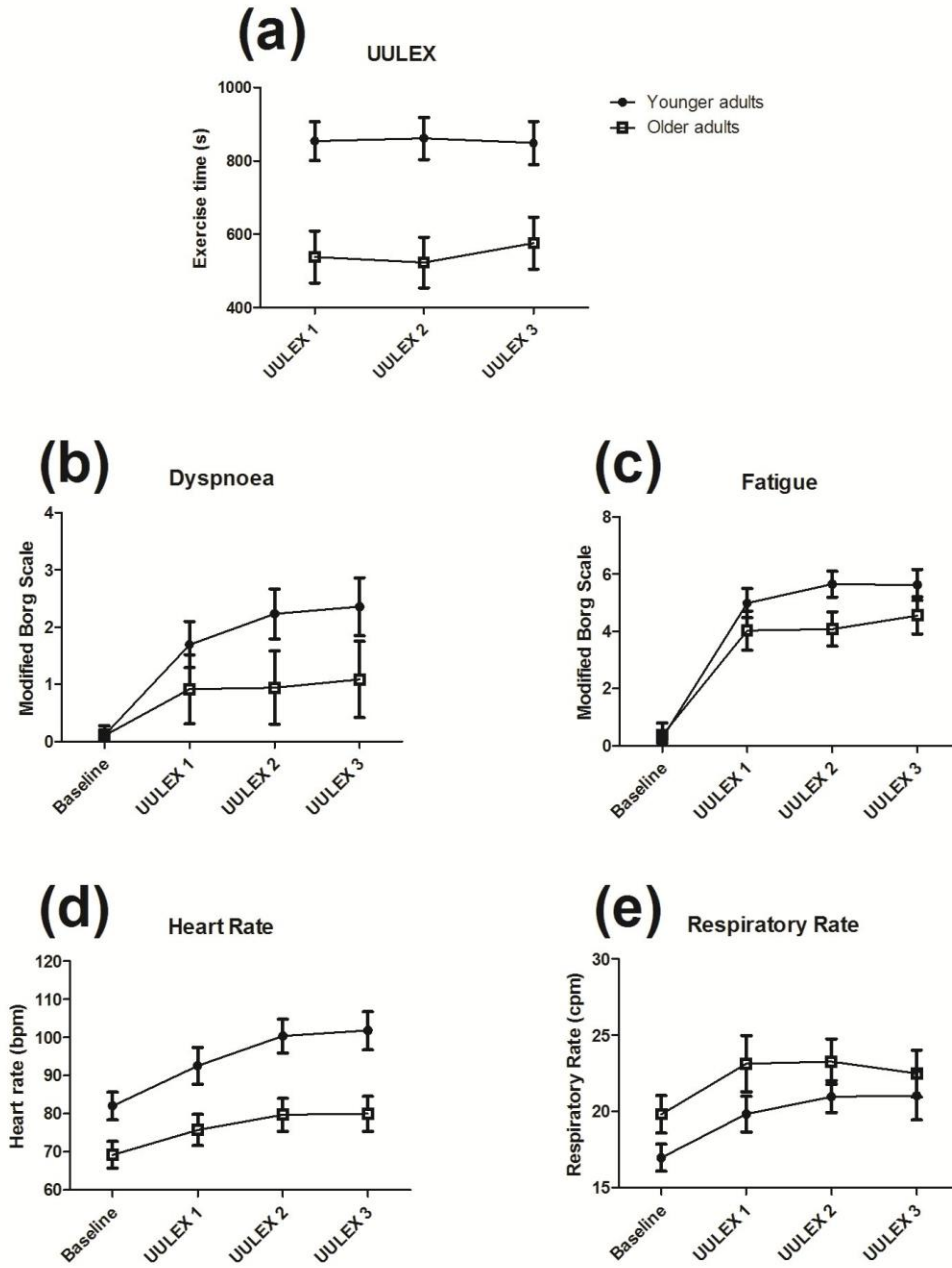 (a)
UULEX
1000
800
600
400
Exercise time (s)
UULEX 1
UULEX 2
UULEX 3
Younger adults
Older adults
(b)
Dyspnoea
4
3
2
1
0
Modified Borg Scale
Baseline
UULEX 1
UULEX 2
UULEX 3
(c)
Fatigue
8
6
4
2
0
Modified Borg Scale
Baseline
UULEX 1
UULEX 2
UULEX 3
(d)
Heart Rate
120
110
100
90
80
70
60
Heart rate (bpm)
Baseline
UULEX 1
UULEX 2
UULEX 3
(e)
Respiratory Rate
30
25
20
15
Respiratory Rate (cpm)
Baseline
UULEX 1
UULEX 2
UULEX 3